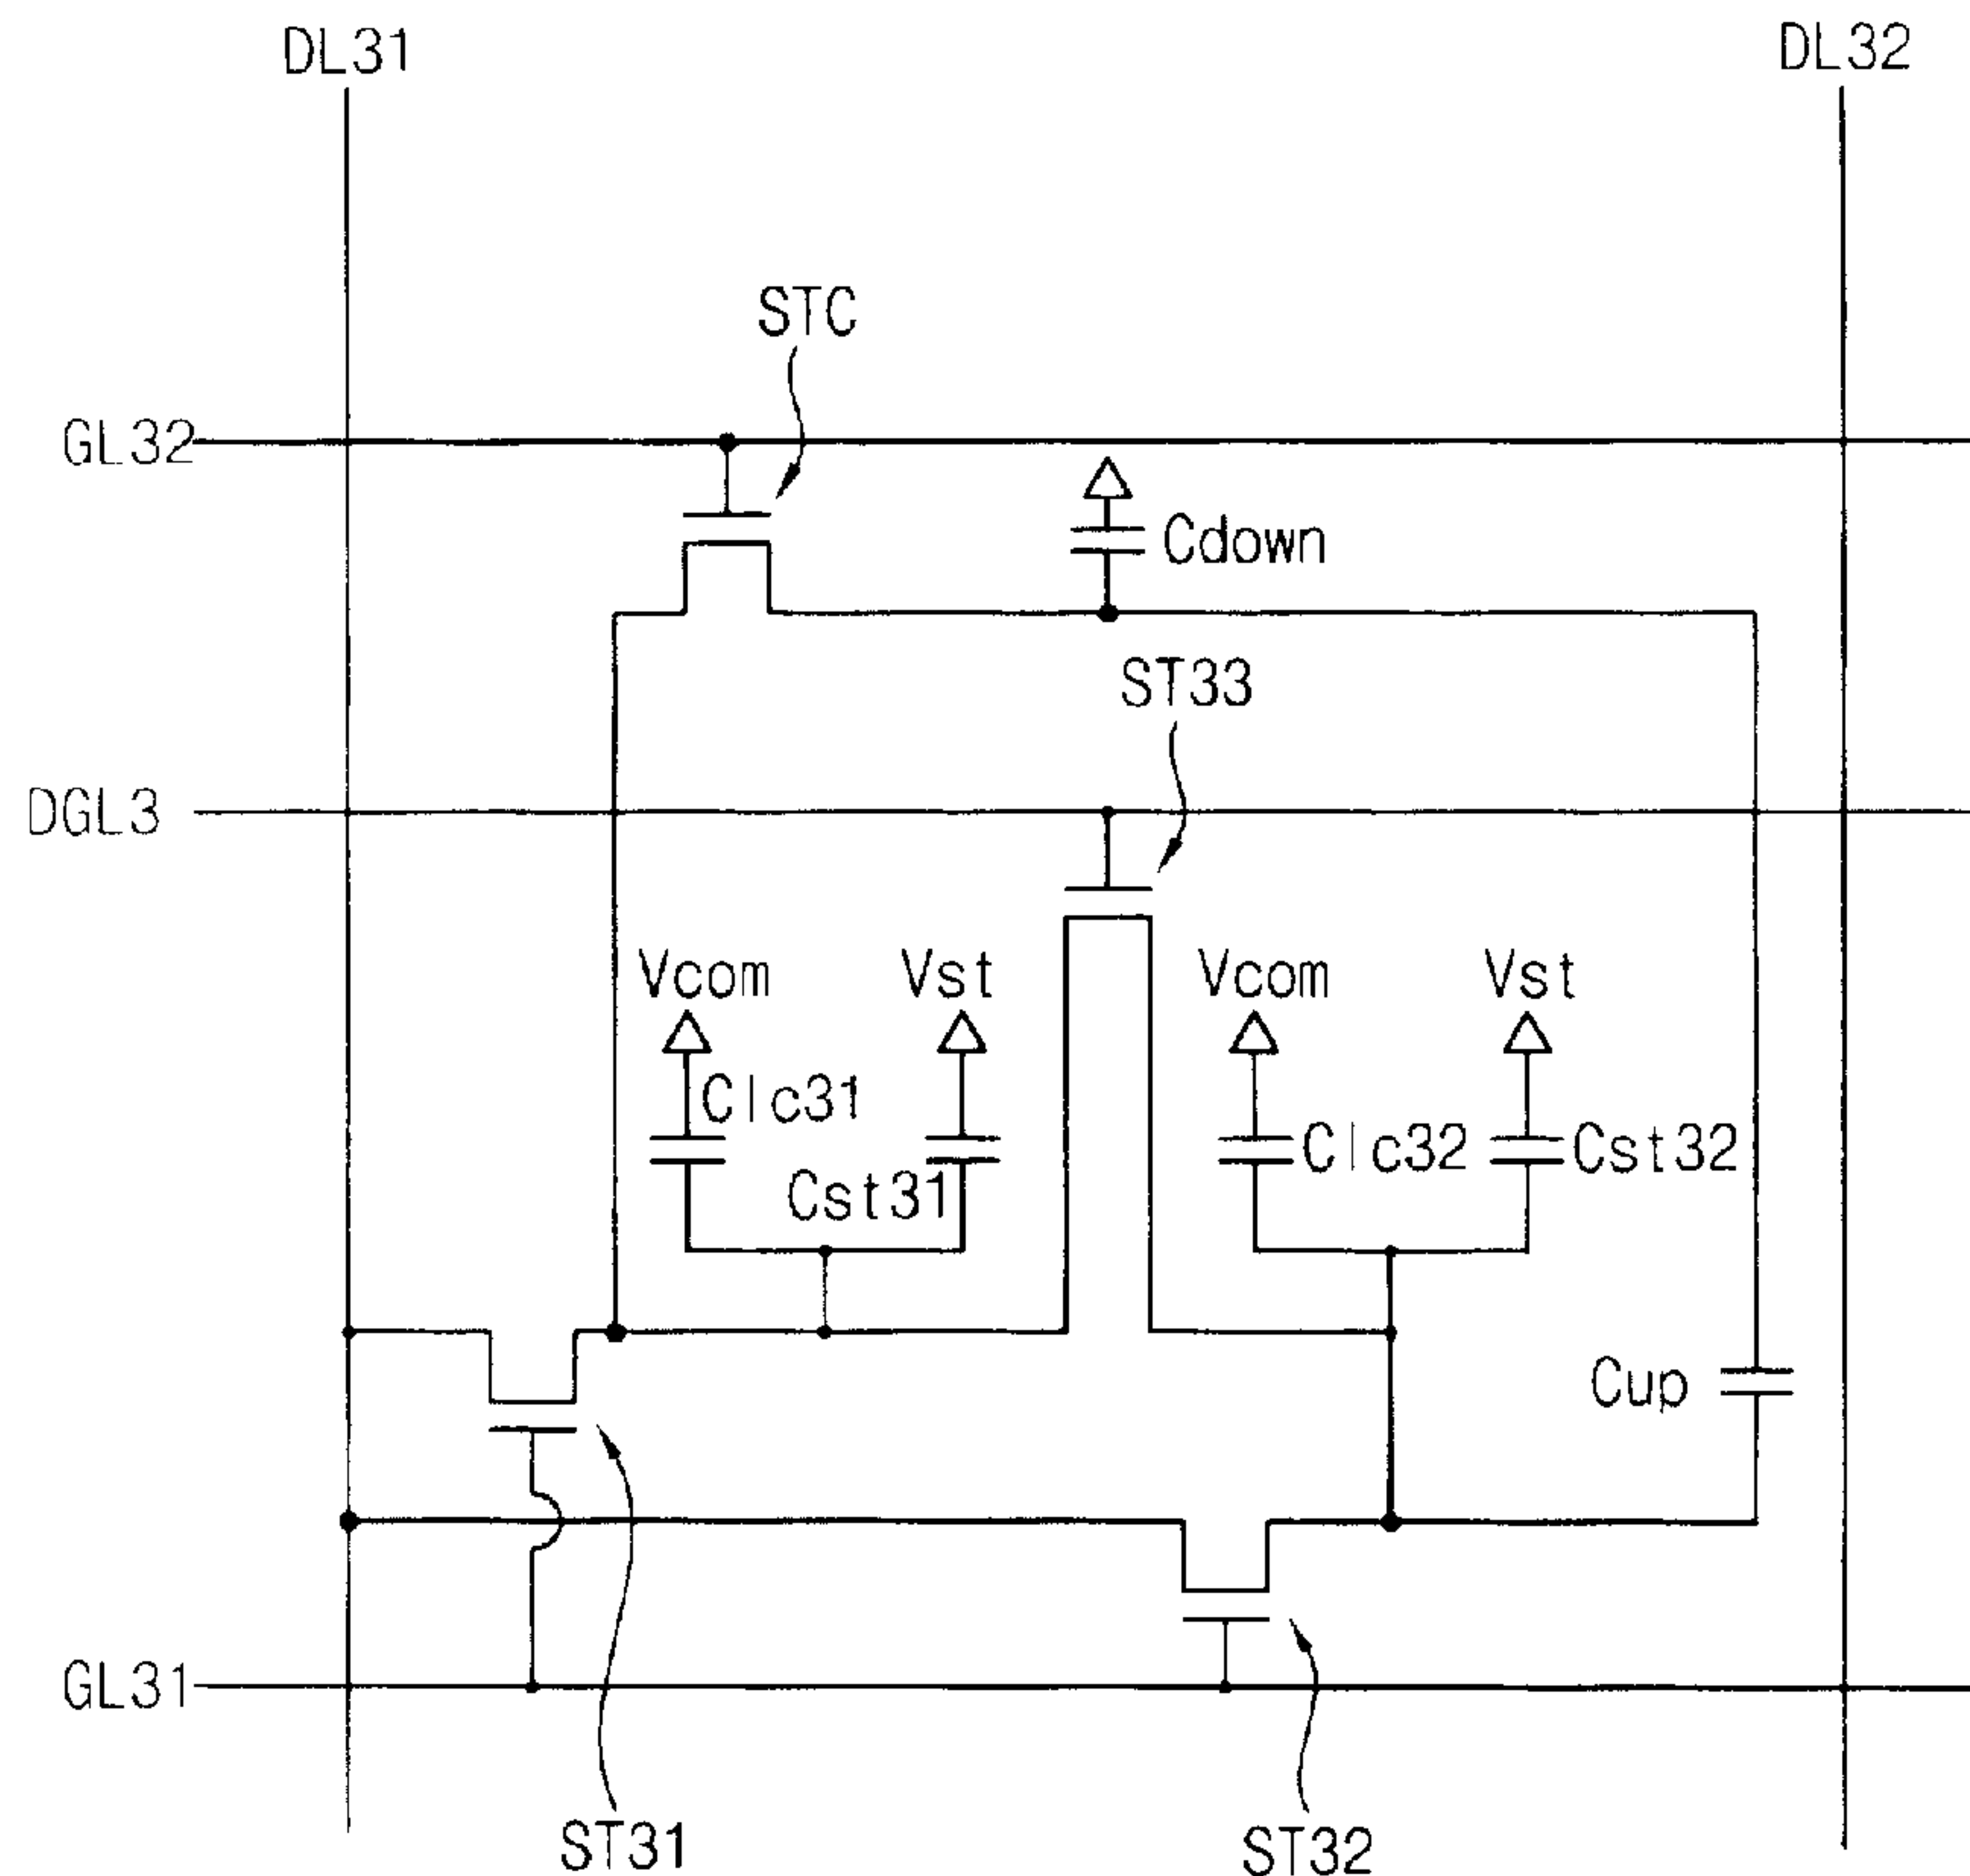 DL31
DL32
STC
GL32
Cdown
ST33
DGL3
Vcom
Vst
Vcom
Vst
Clc31
Clc32
Cst32
Cst31
Cup
GL31
ST31
ST32